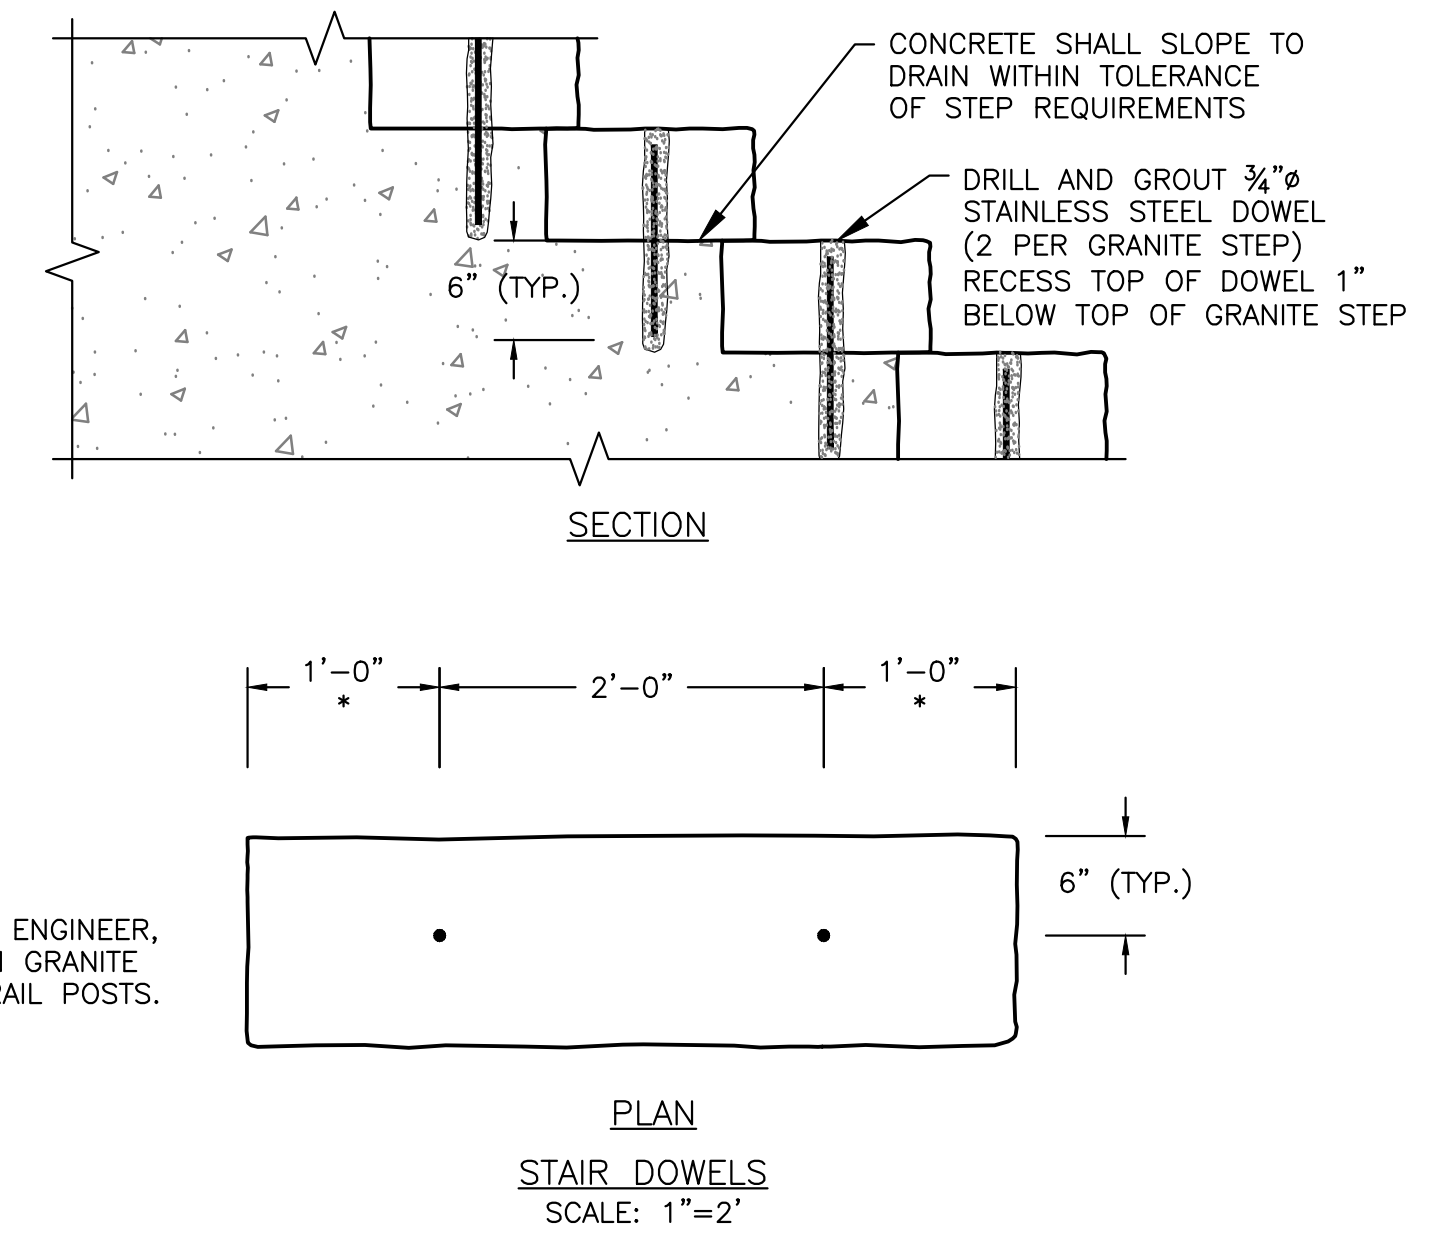 CONCRETE SHALL SLOPE TO
DRAIN WITHIN TOLERANCE
OF STEP REQUIREMENTS
DRILL AND GROUT ¾"ø
STAINLESS STEEL DOWEL
(2 PER GRANITE STEP)
RECESS TOP OF DOWEL 1"
BELOW TOP OF GRANITE STEP
6" (TYP.)
SECTION
1'-0"
*
2'-0"
1'-0"
*
6" (TYP.)
ENGINEER,
GRANITE
POSTS.
PLAN
STAIR DOWELS
SCALE: 1"=2'